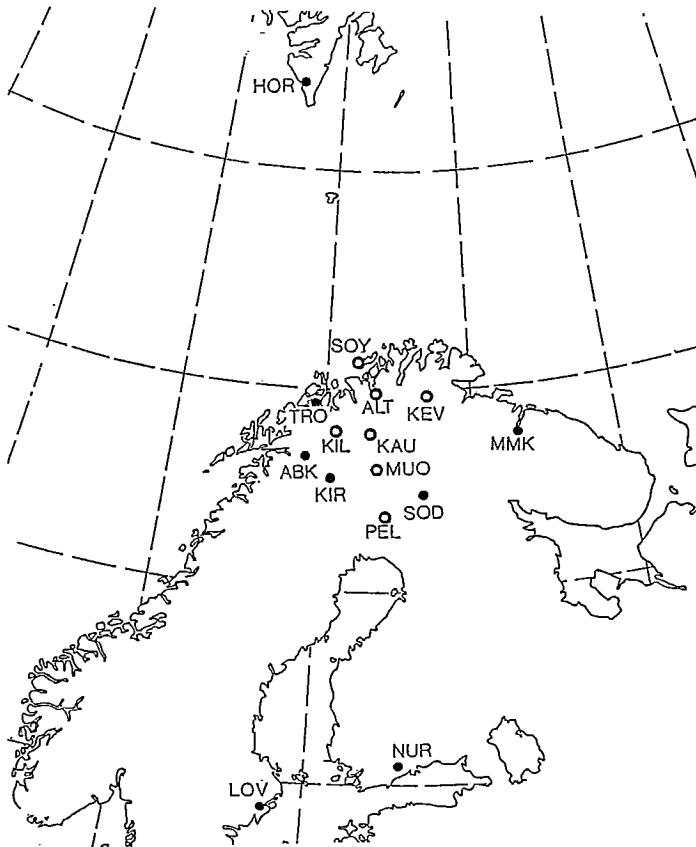 HOR
SOY
TRO
ALT
KEV
KIL
KAU
MMK
ABK
MUO
KIR
SOD
PEL
NUR
LOV